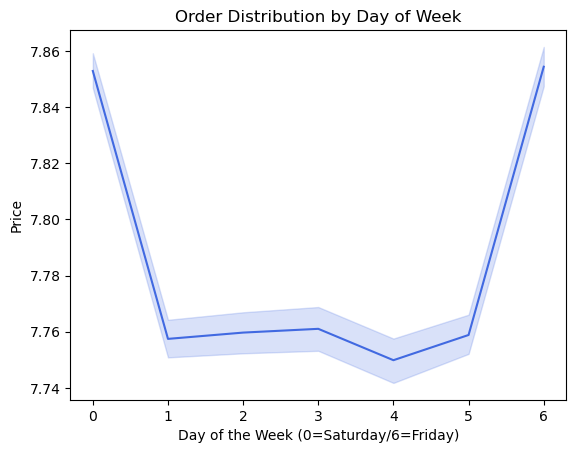 Order Distribution by Day of Week
7.86
7.84
7.82
7.80
7.78
7.76
7.74
Price
0 1 2 3 4 5 6
Day of the Week (0=Saturday/6=Friday)